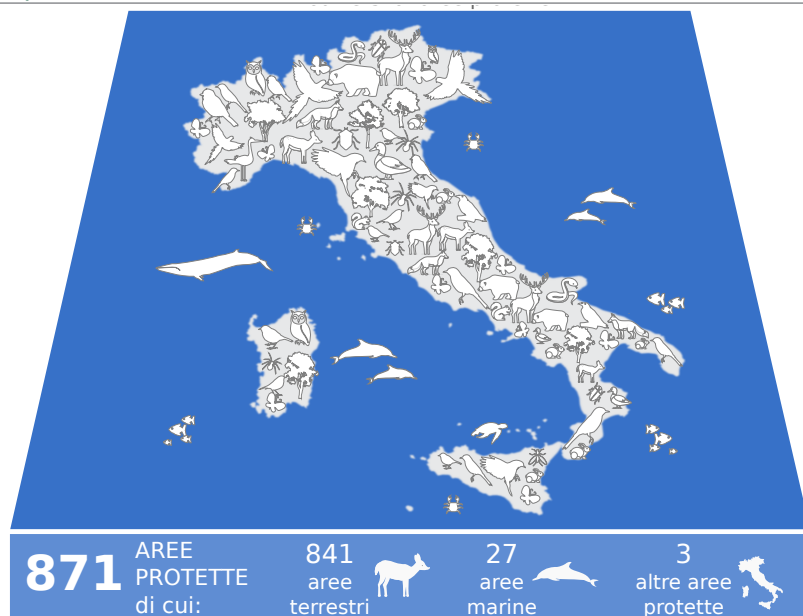 871 AREE
PROTETTE
di cui:
841
aree
terrestri
27
aree
marine
3
altre aree
protette